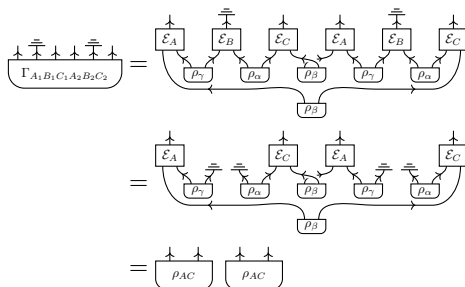 ℰ_A ℰ_B ℰ_C ℰ_A ℰ_B ℰ_C
Γ_{A₁B₁C₁A₂B₂C₂} = ρ_γ ρ_α ρ_β ρ_γ ρ_α
ρ_β
ℰ_A ℰ_C ℰ_A ℰ_C
= ρ_γ ρ_α ρ_β ρ_γ ρ_α
ρ_β
= ρ_{AC} ρ_{AC}